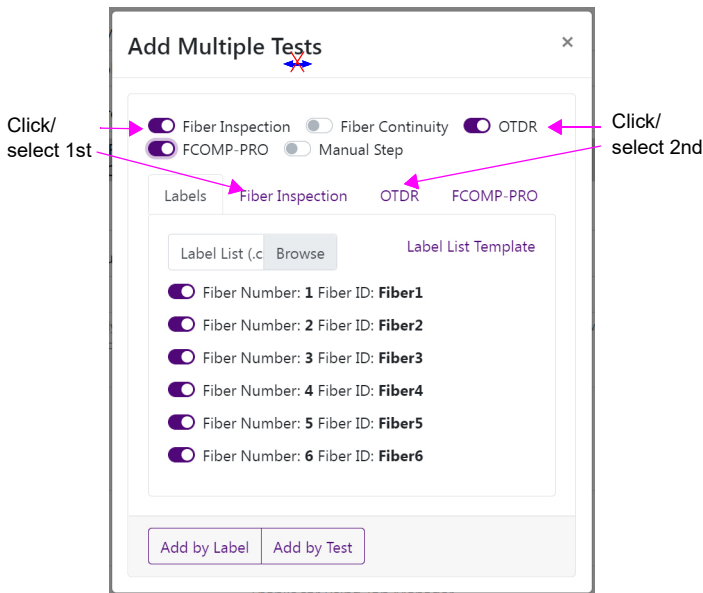 Add Multiple Tests ×
Click/
select 1st
Fiber Inspection Fiber Continuity OTDR
FCOMP-PRO Manual Step
Click/
select 2nd
Labels Fiber Inspection OTDR FCOMP-PRO
Label List (.c Browse Label List Template
Fiber Number: 1 Fiber ID: Fiber1
Fiber Number: 2 Fiber ID: Fiber2
Fiber Number: 3 Fiber ID: Fiber3
Fiber Number: 4 Fiber ID: Fiber4
Fiber Number: 5 Fiber ID: Fiber5
Fiber Number: 6 Fiber ID: Fiber6
Add by Label Add by Test